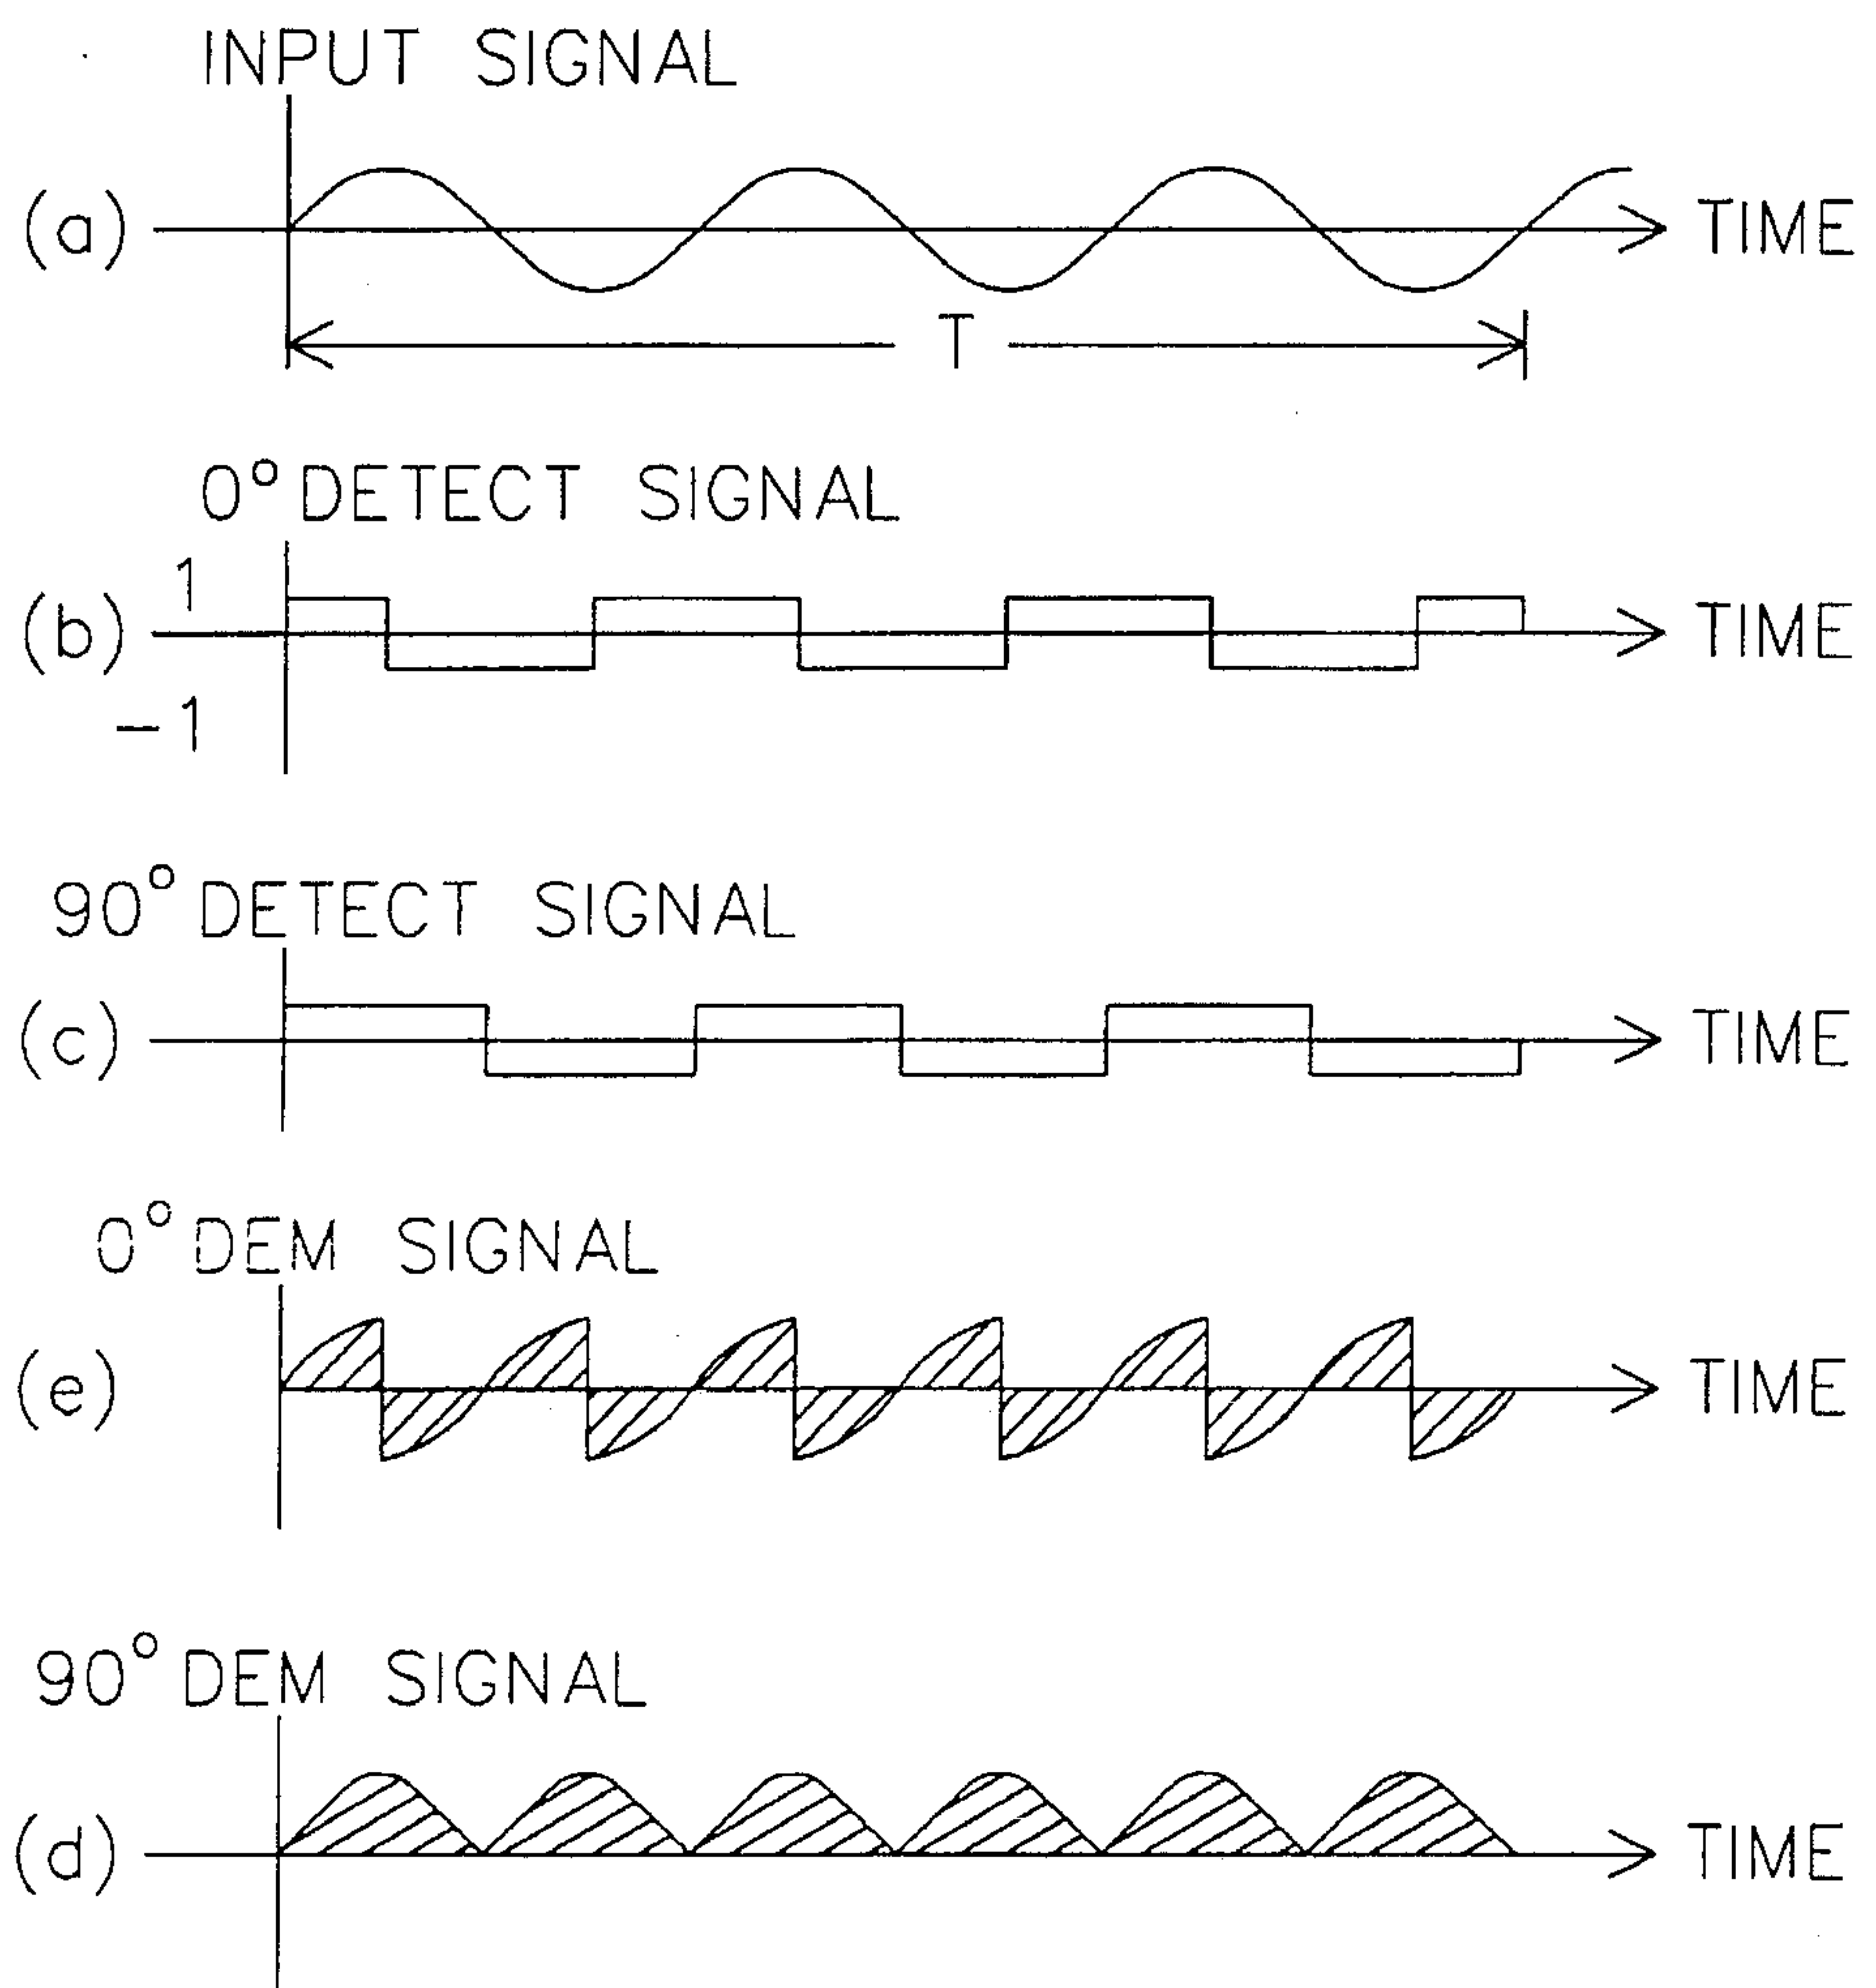 INPUT SIGNAL
(a)
TIME
T
0° DETECT SIGNAL
1
(b)
TIME
-1
90° DETECT SIGNAL
(c)
TIME
0° DEM SIGNAL
(e)
TIME
90° DEM SIGNAL
(d)
TIME